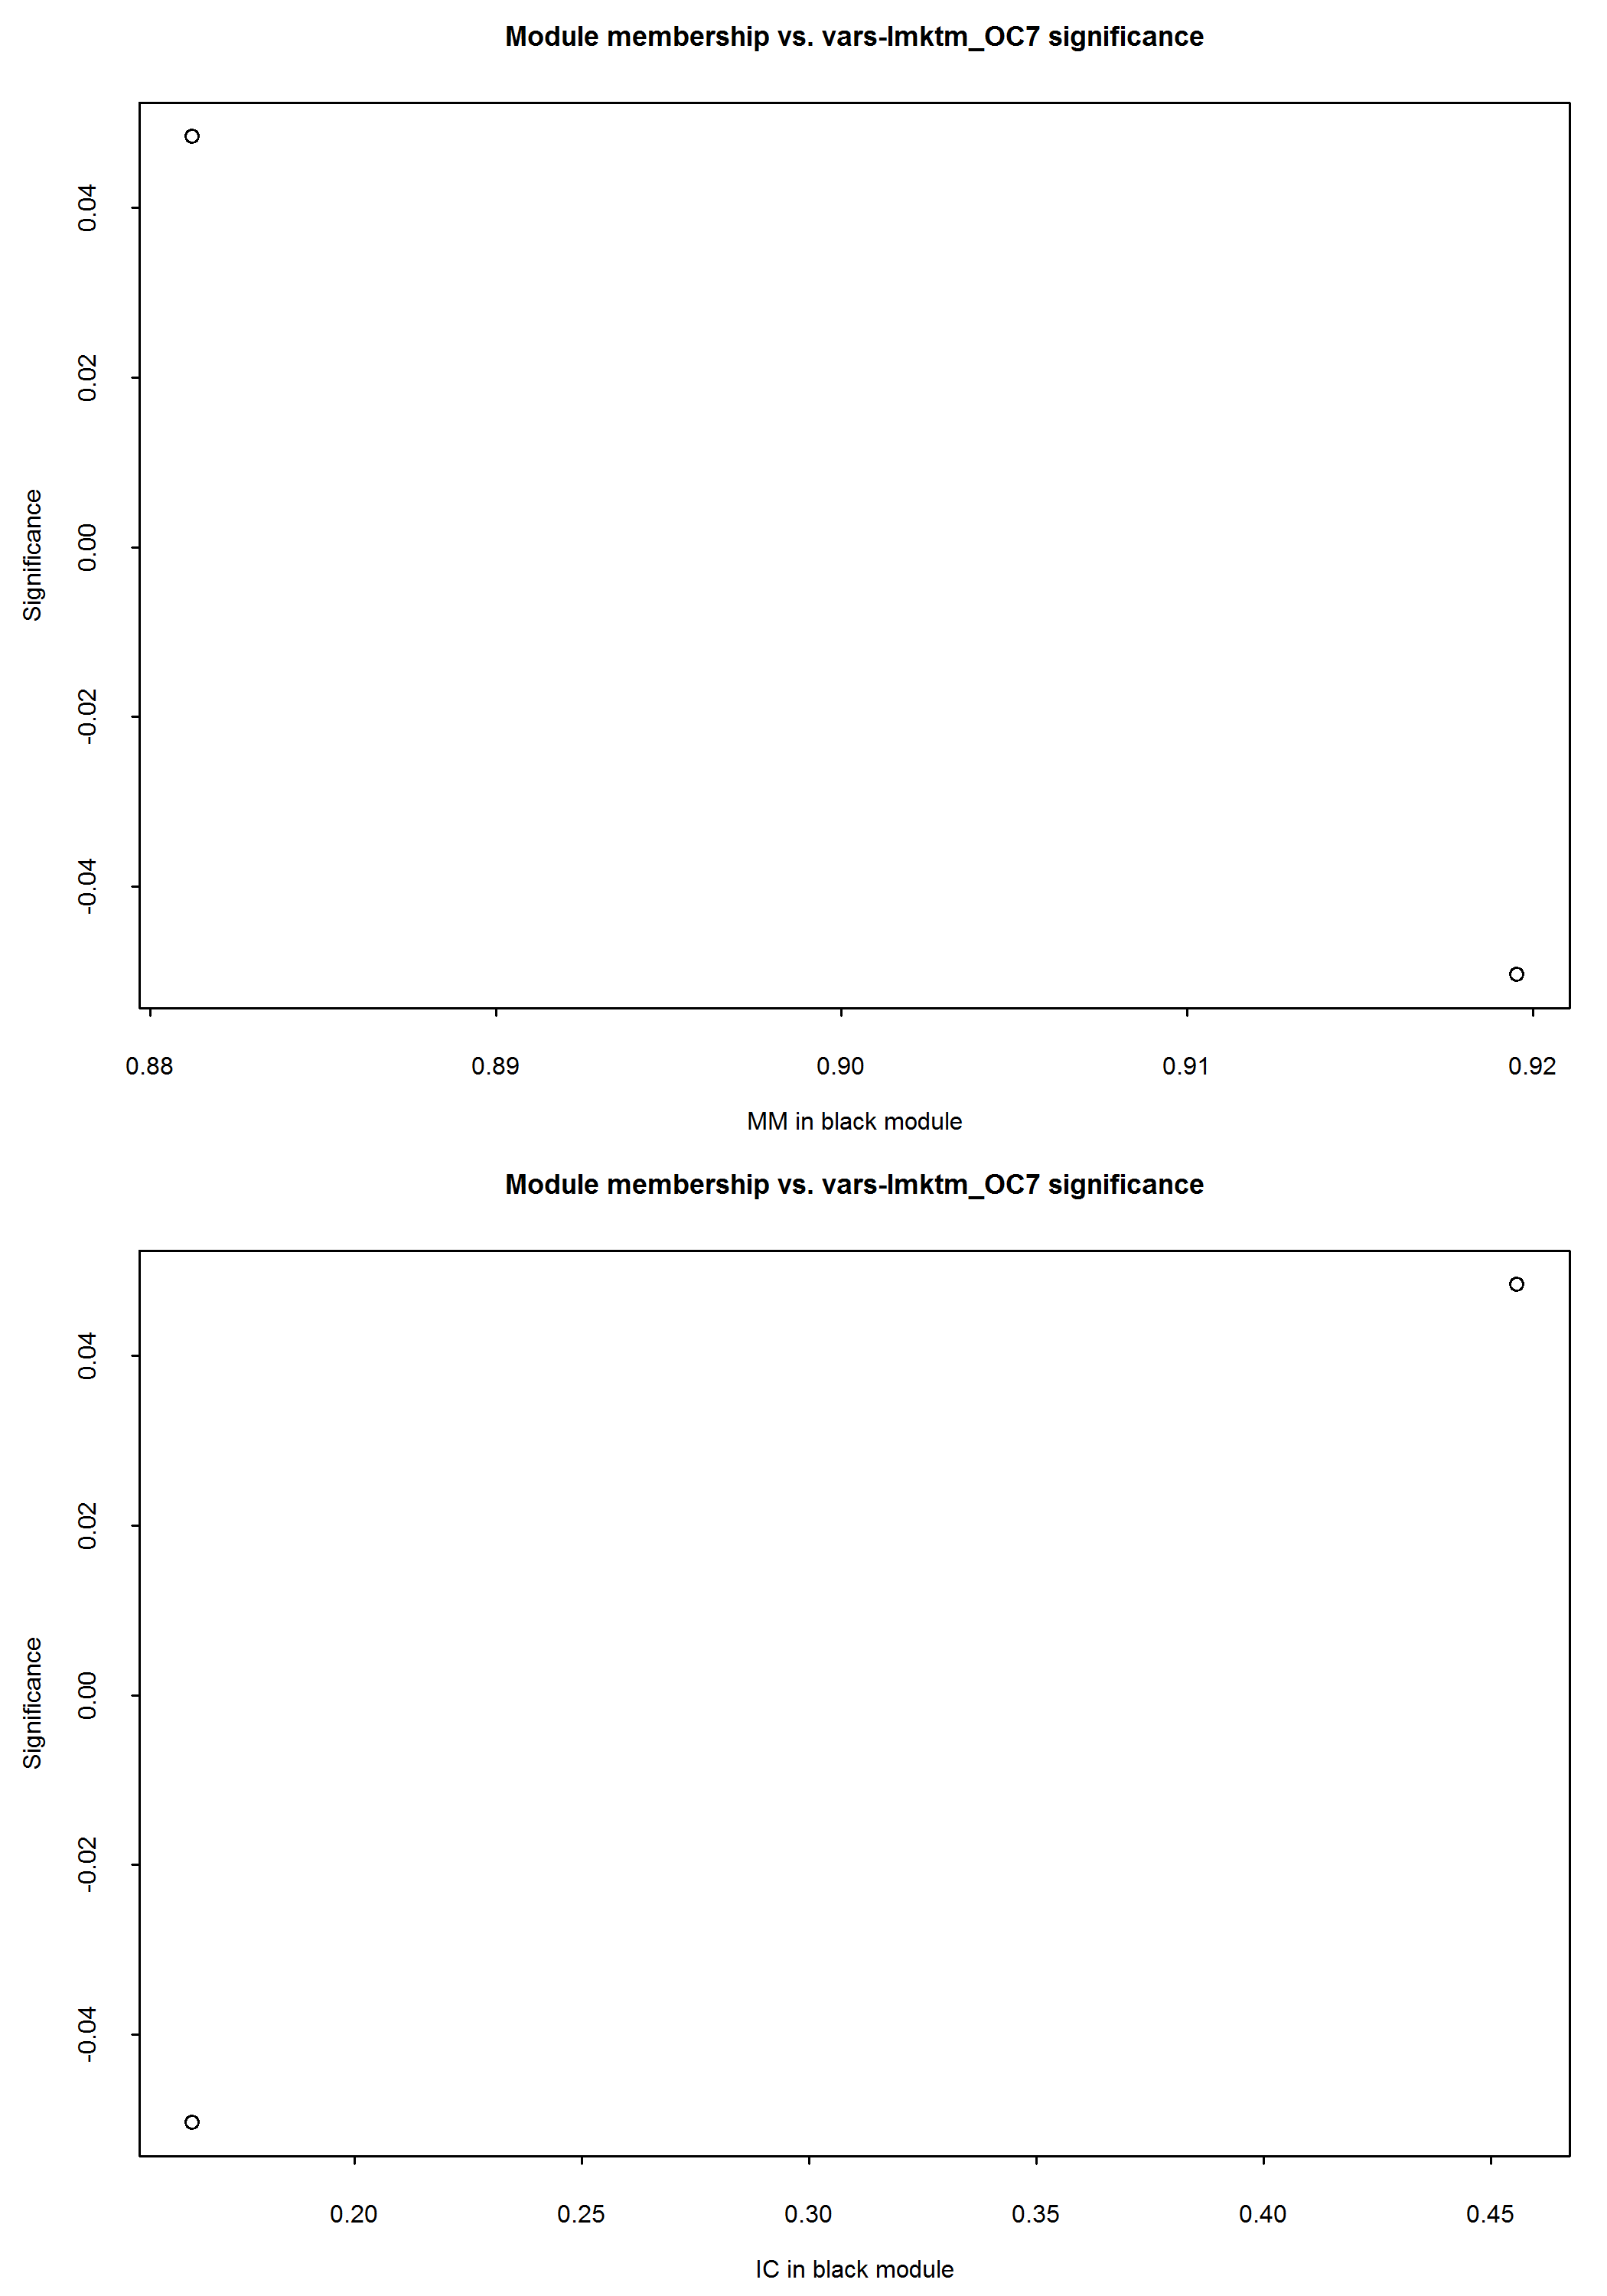 Module membership vs. vars-lmktm_OC7 significance
0.04
0.02
0.00
-0.02
-0.04
Significance
0.88 0.89 0.90 0.91 0.92
MM in black module
Module membership vs. vars-lmktm_OC7 significance
0.04
0.02
0.00
-0.02
-0.04
Significance
0.20 0.25 0.30 0.35 0.40 0.45
IC in black module